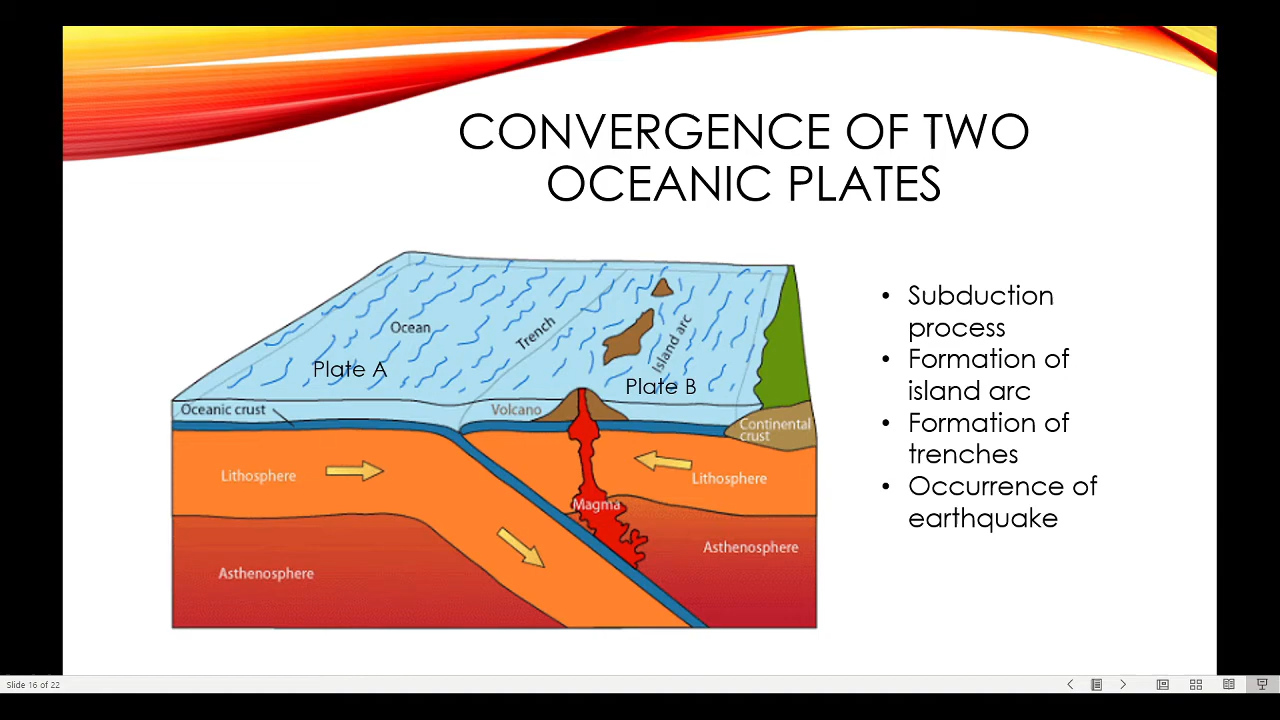 CONVERGENCE OF TWO
OCEANIC PLATES
Ocean
Trench
Island arc
Plate A
Plate B
Oceanic crust
Volcano
Continental
crust
Lithosphere
Lithosphere
Magma
Asthenosphere
Asthenosphere
• Subduction
process
• Formation of
island arc
• Formation of
trenches
• Occurrence of
earthquake
Slide 16 of 22